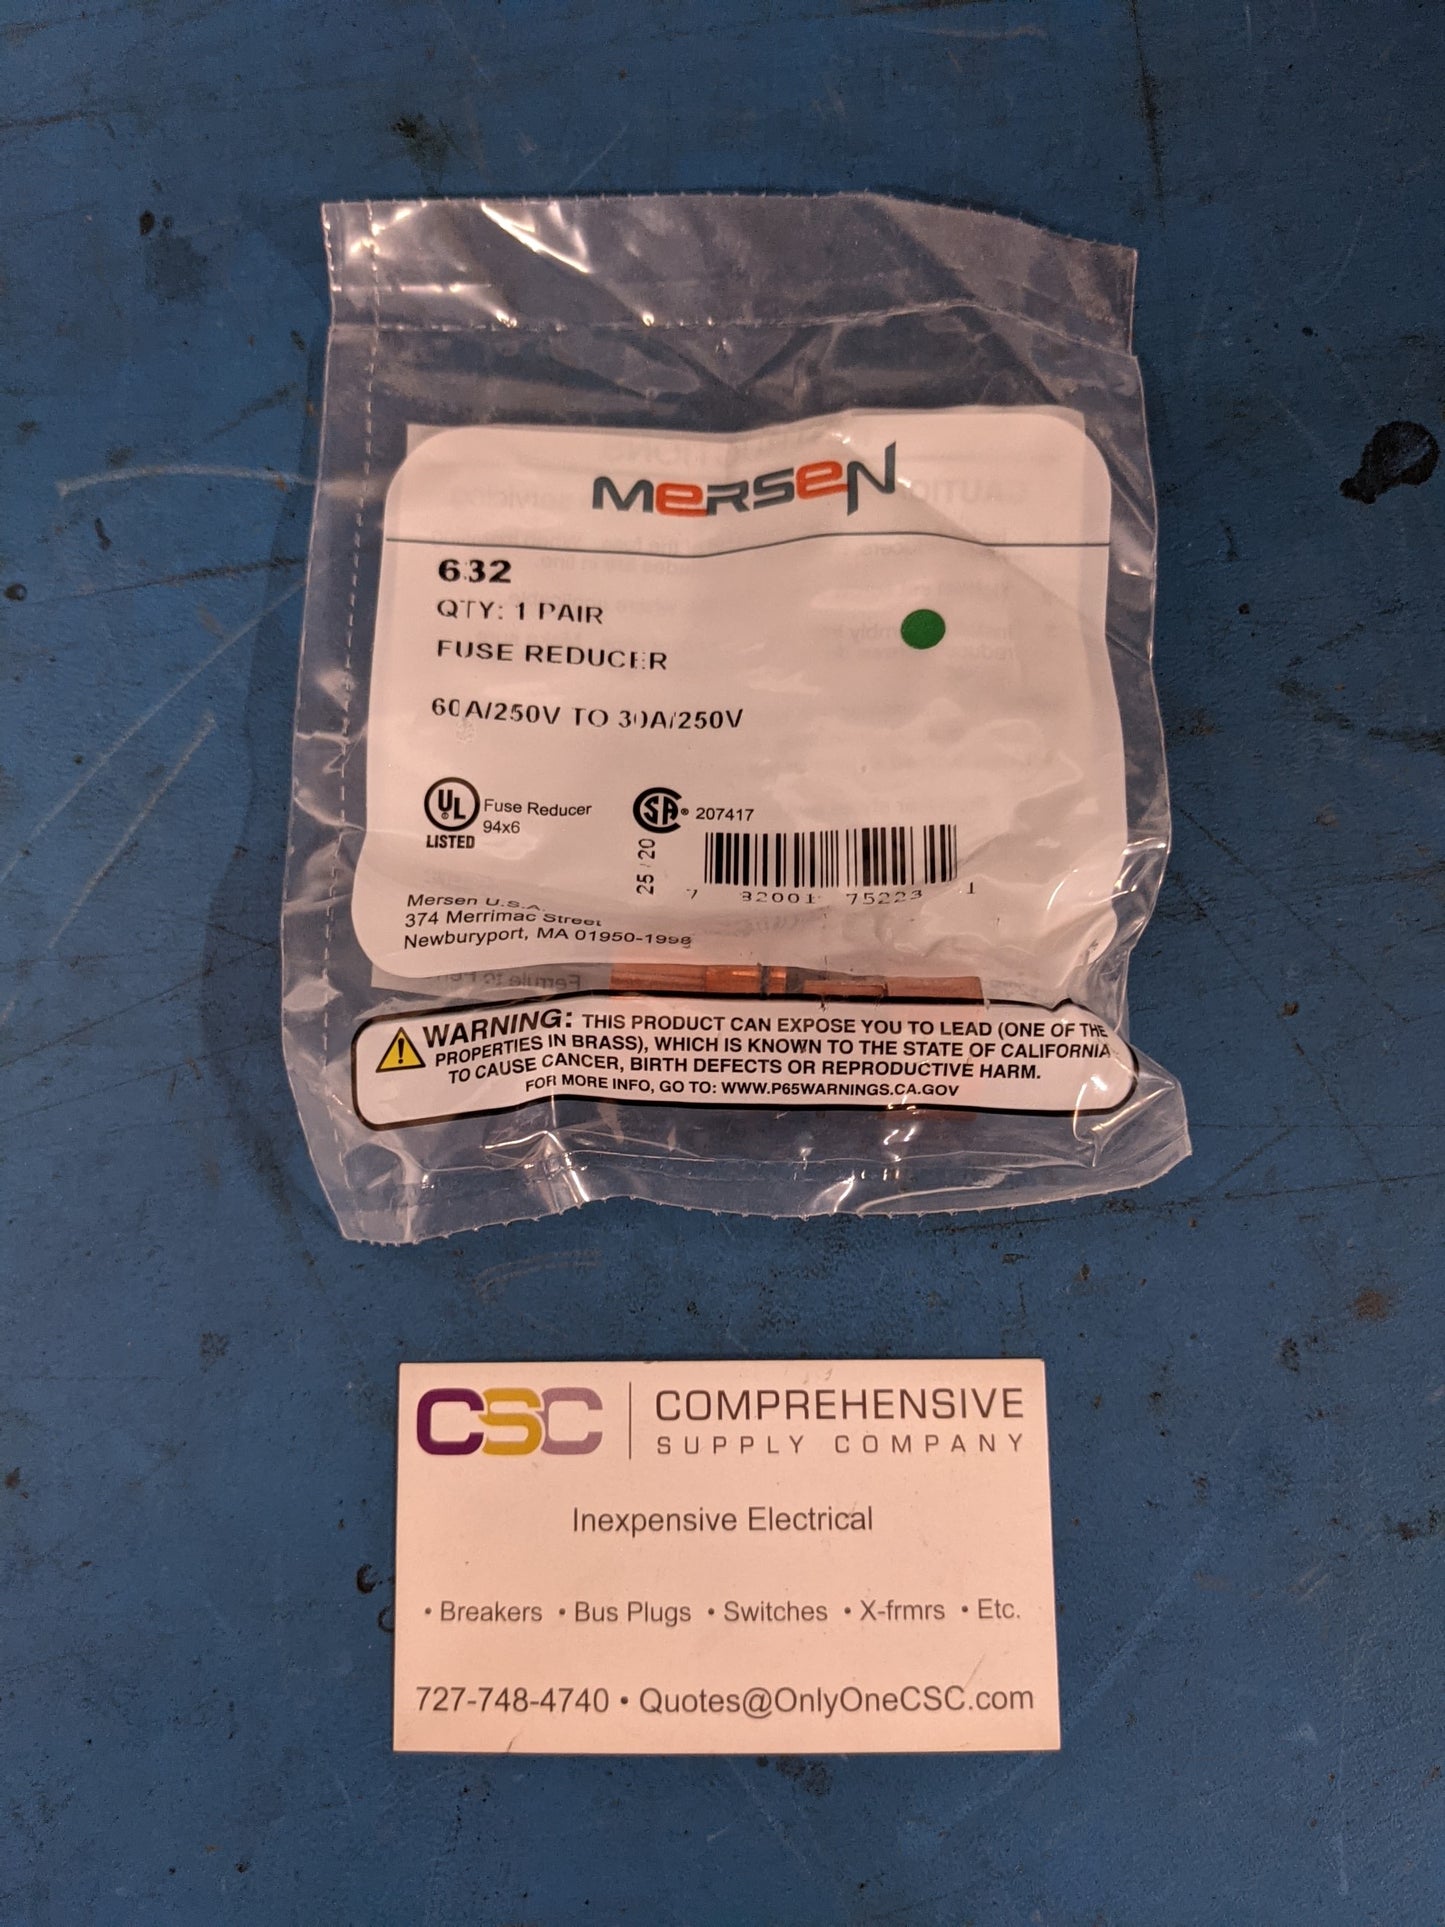 MERSEN
632
QTY: 1 PAIR
FUSE REDUCER
60A/250V TO 30A/250V
UL
LISTED
Fuse Reducer
94x6
SA
® 207417
25 20
7 82001 75223 1
Mersen U.S.A.
374 Merrimac Street
Newburyport, MA 01950-1998
Ferrule to
WARNING: THIS PRODUCT CAN EXPOSE YOU TO LEAD (ONE OF THE
PROPERTIES IN BRASS), WHICH IS KNOWN TO THE STATE OF CALIFORNIA
TO CAUSE CANCER, BIRTH DEFECTS OR REPRODUCTIVE HARM.
FOR MORE INFO, GO TO: WWW.P65WARNINGS.CA.GOV
CSC | COMPREHENSIVE
SUPPLY COMPANY
Inexpensive Electrical
• Breakers • Bus Plugs • Switches • X-frmrs • Etc.
727-748-4740 • Quotes@OnlyOneCSC.com